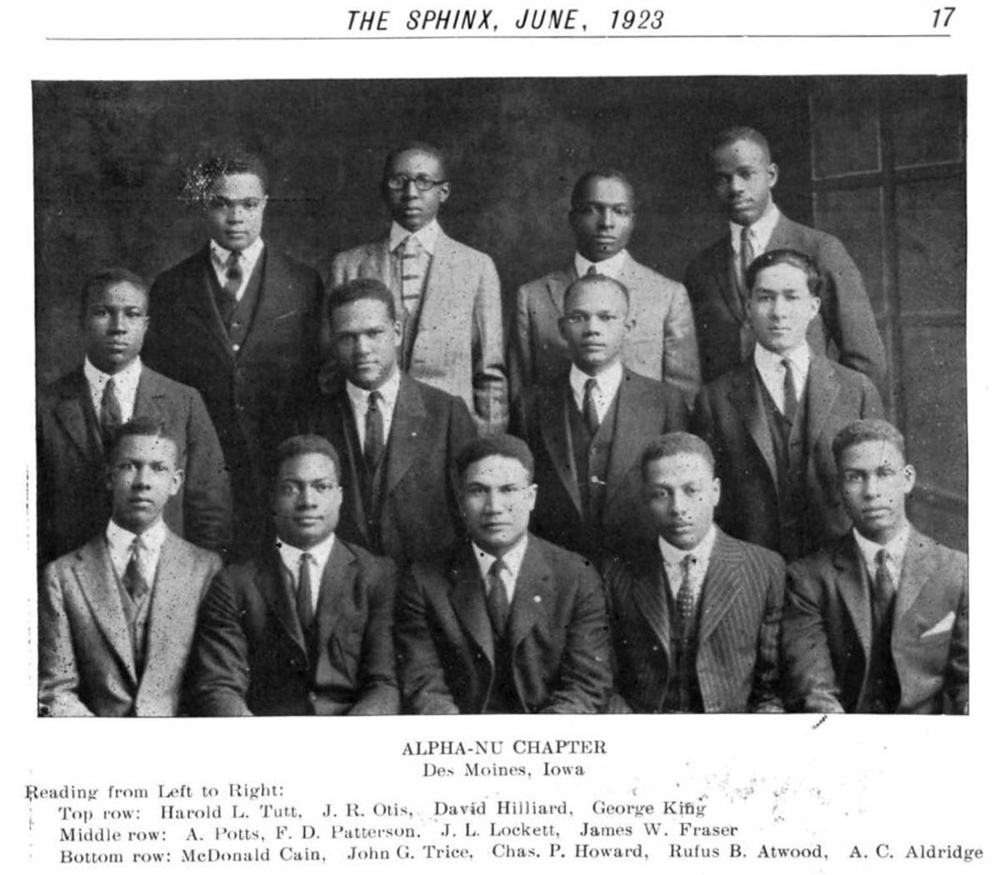 THE SPHINX, JUNE, 1923 17
ALPHA-NU CHAPTER
Des Moines, Iowa
Reading from Left to Right:
Top row: Harold L. Tutt, J. R. Otis, David Hilliard, George King
Middle row: A. Potts, F. D. Patterson. J. L. Lockett, James W. Fraser
Bottom row: McDonald Cain, John G. Trice, Chas. P. Howard, Rufus B. Atwood, A. C. Aldridge